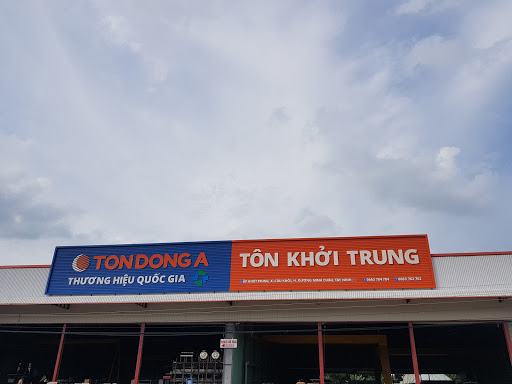 TONDONG A
THƯƠNG HIỆU QUỐC GIA
TÔN KHỞI TRUNG